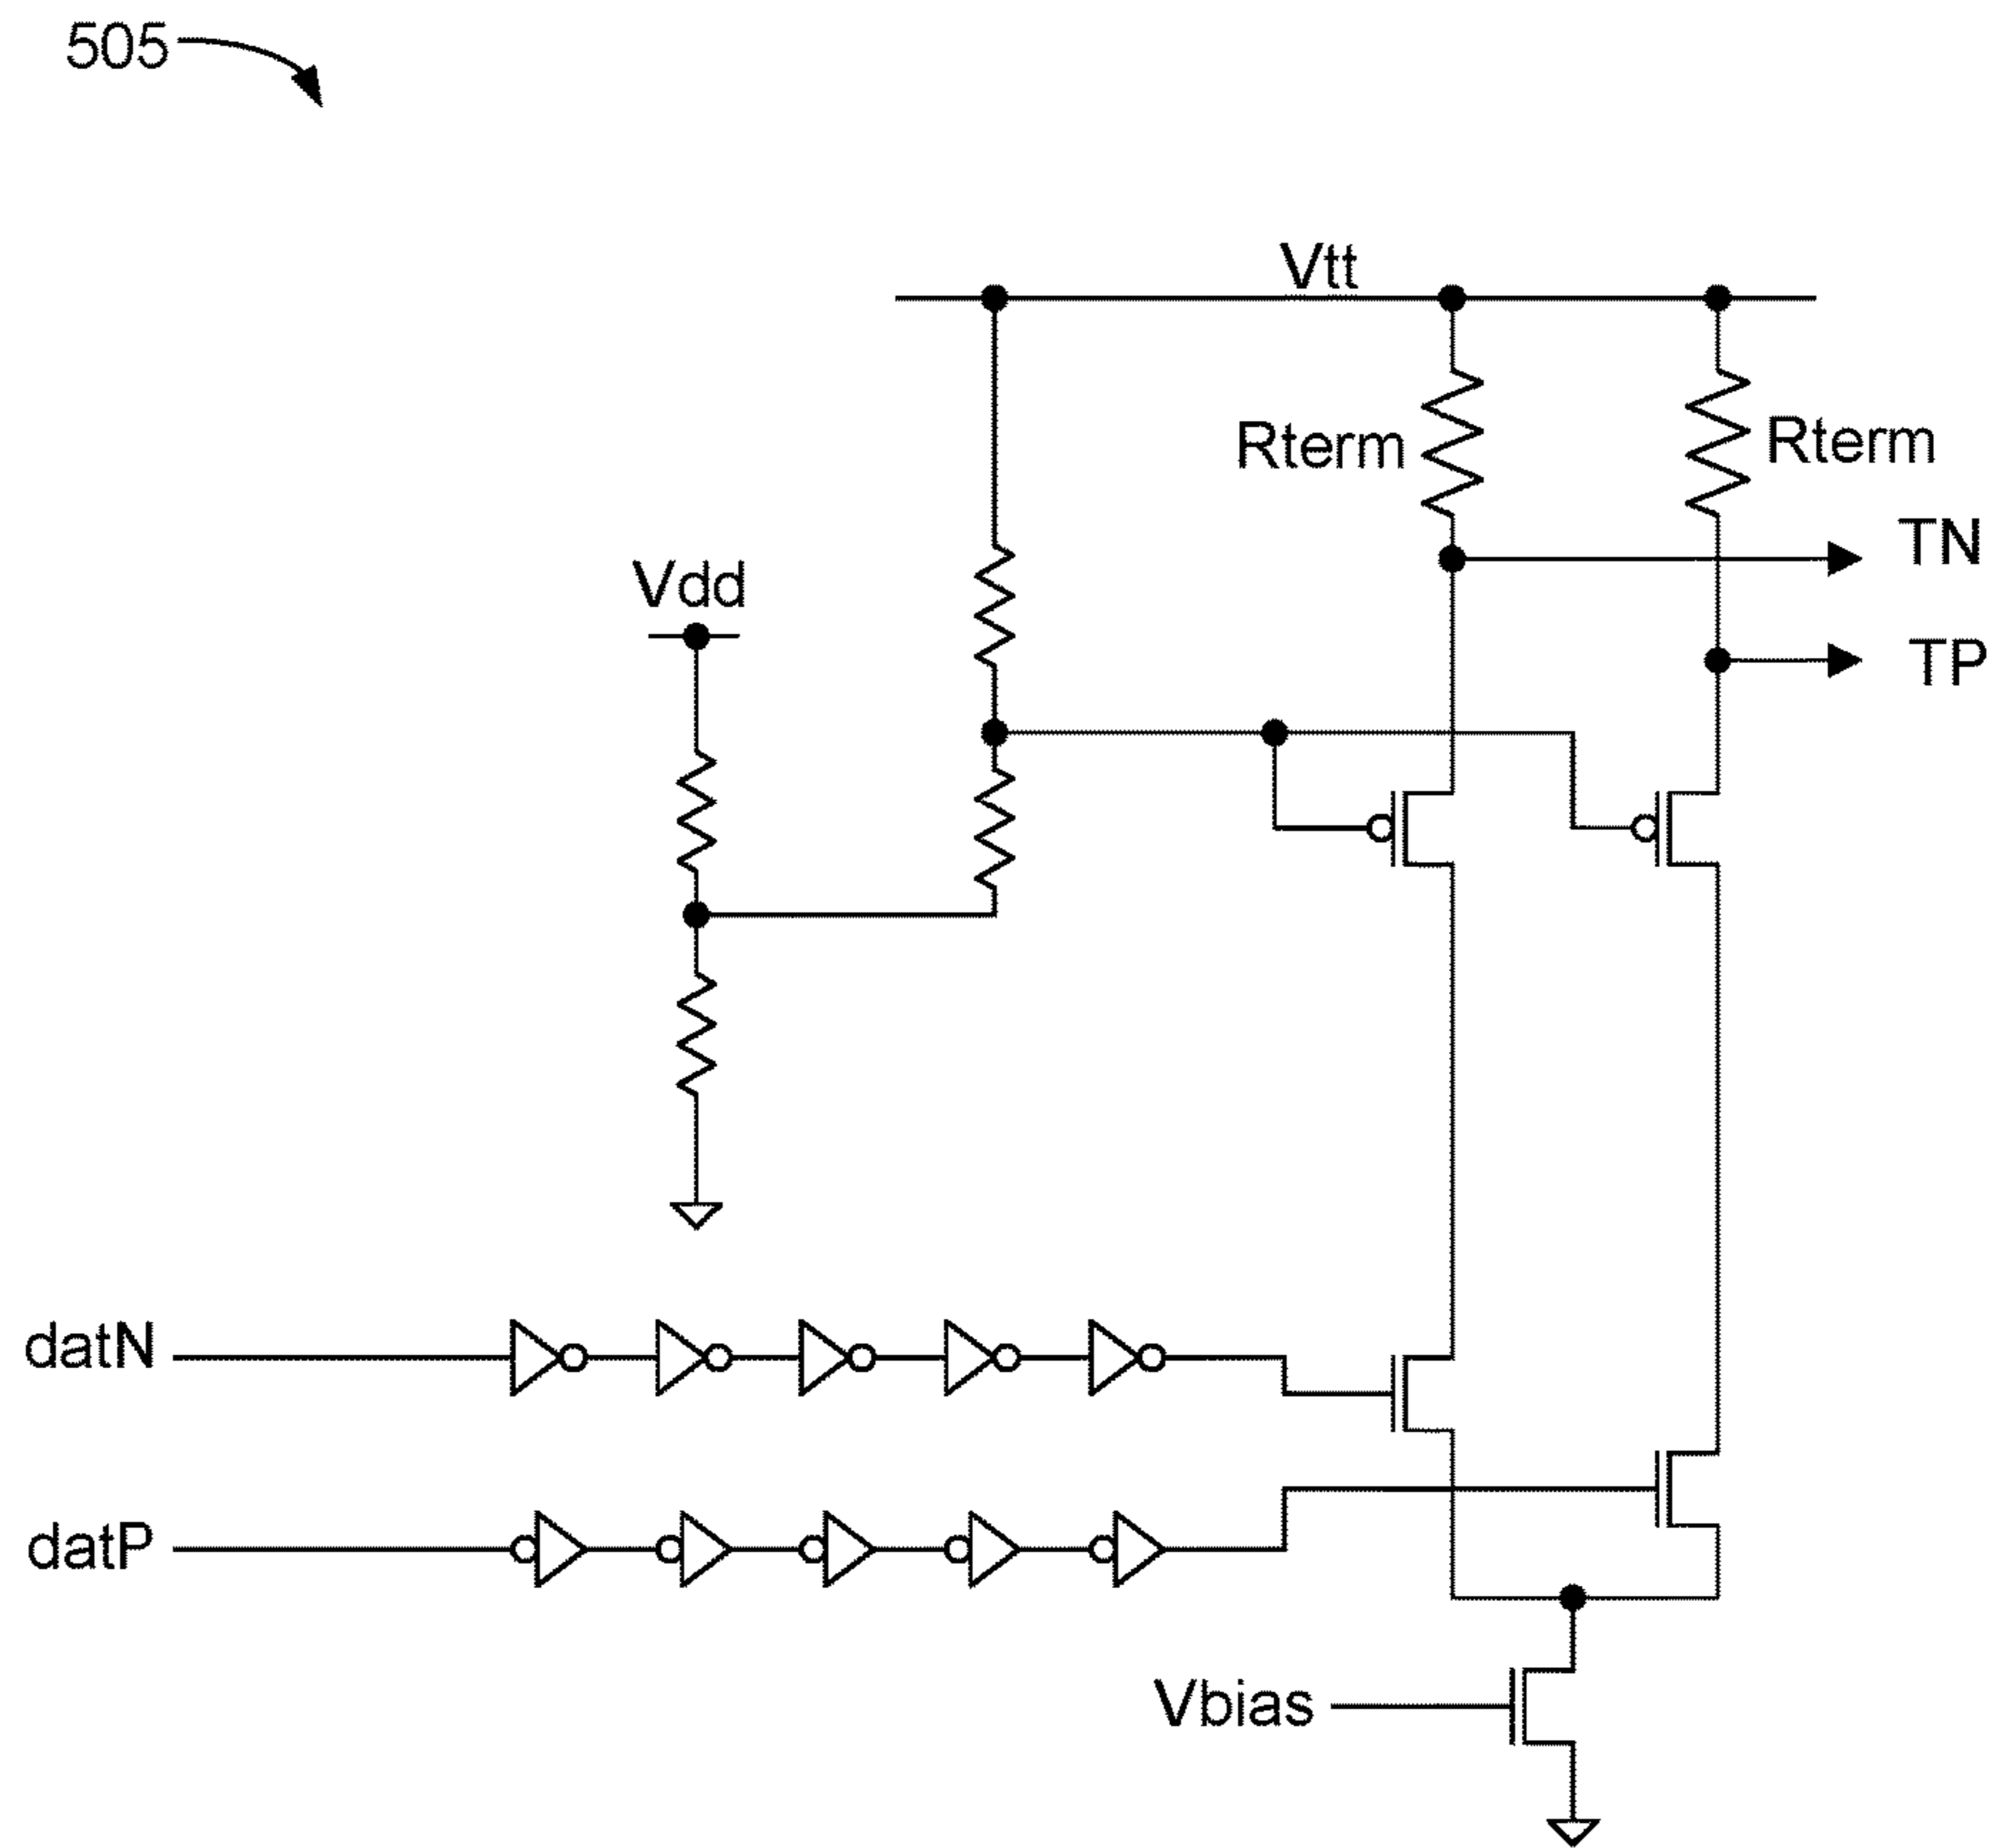 505
Vtt
Rterm
Rterm
TN
Vdd
TP
datN
datP
Vbias